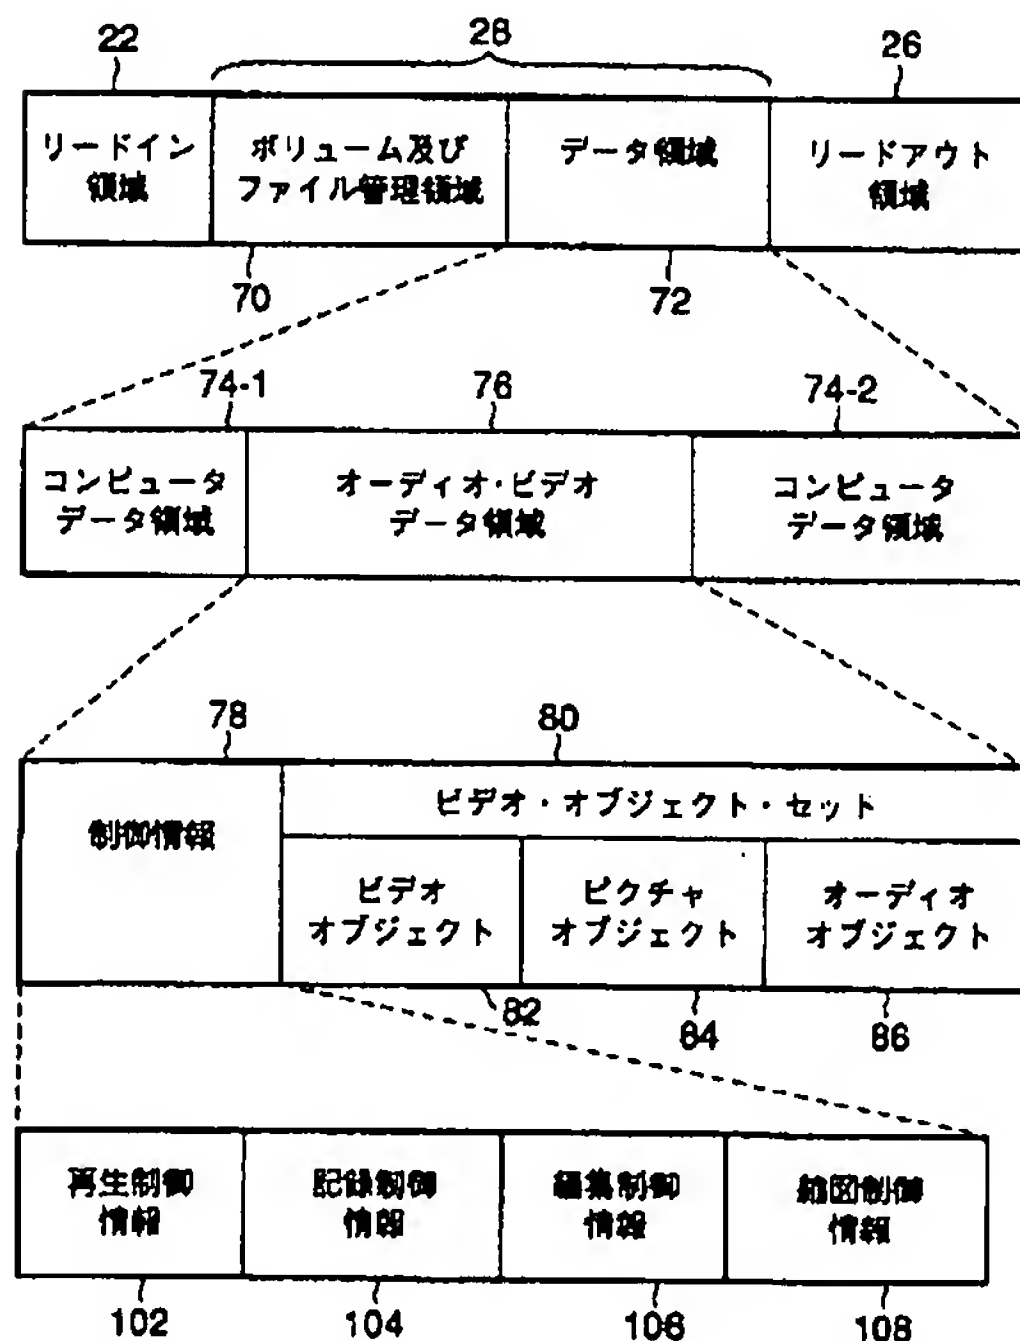 22
28
26
リードイン
領域
ボリューム及び
ファイル管理領域
データ領域
リードアウト
領域
70
72
74-1
76
74-2
コンピュータ
データ領域
オーディオ・ビデオ
データ領域
コンピュータ
データ領域
78
80
制御情報
ビデオ・オブジェクト・セット
ビデオ
オブジェクト
ピクチャ
オブジェクト
オーディオ
オブジェクト
82
84
86
再生制御
情報
記録制御
情報
編集制御
情報
縮図制御
情報
102
104
106
108